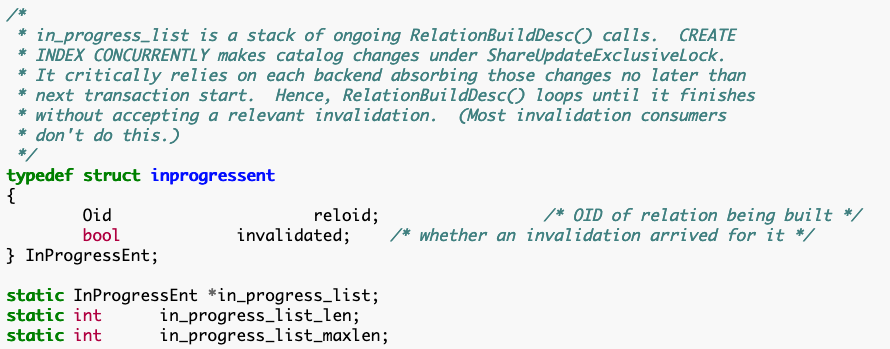 /*
 * in_progress_list is a stack of ongoing RelationBuildDesc() calls.  CREATE
 * INDEX CONCURRENTLY makes catalog changes under ShareUpdateExclusiveLock.
 * It critically relies on each backend absorbing those changes no later than
 * next transaction start.  Hence, RelationBuildDesc() loops until it finishes
 * without accepting a relevant invalidation.  (Most invalidation consumers
 * don't do this.)
 */
typedef struct inprogressent
{
        Oid                     reloid;                 /* OID of relation being built */
        bool            invalidated;    /* whether an invalidation arrived for it */
} InProgressEnt;

static InProgressEnt *in_progress_list;
static int      in_progress_list_len;
static int      in_progress_list_maxlen;